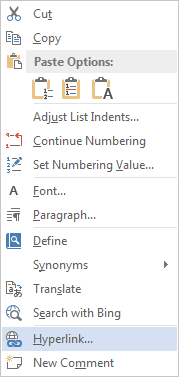 Cut
Copy
Paste Options:
Adjust List Indents...
Continue Numbering
Set Numbering Value...
Font...
Paragraph...
Define
Synonyms
Translate
Search with Bing
Hyperlink...
New Comment